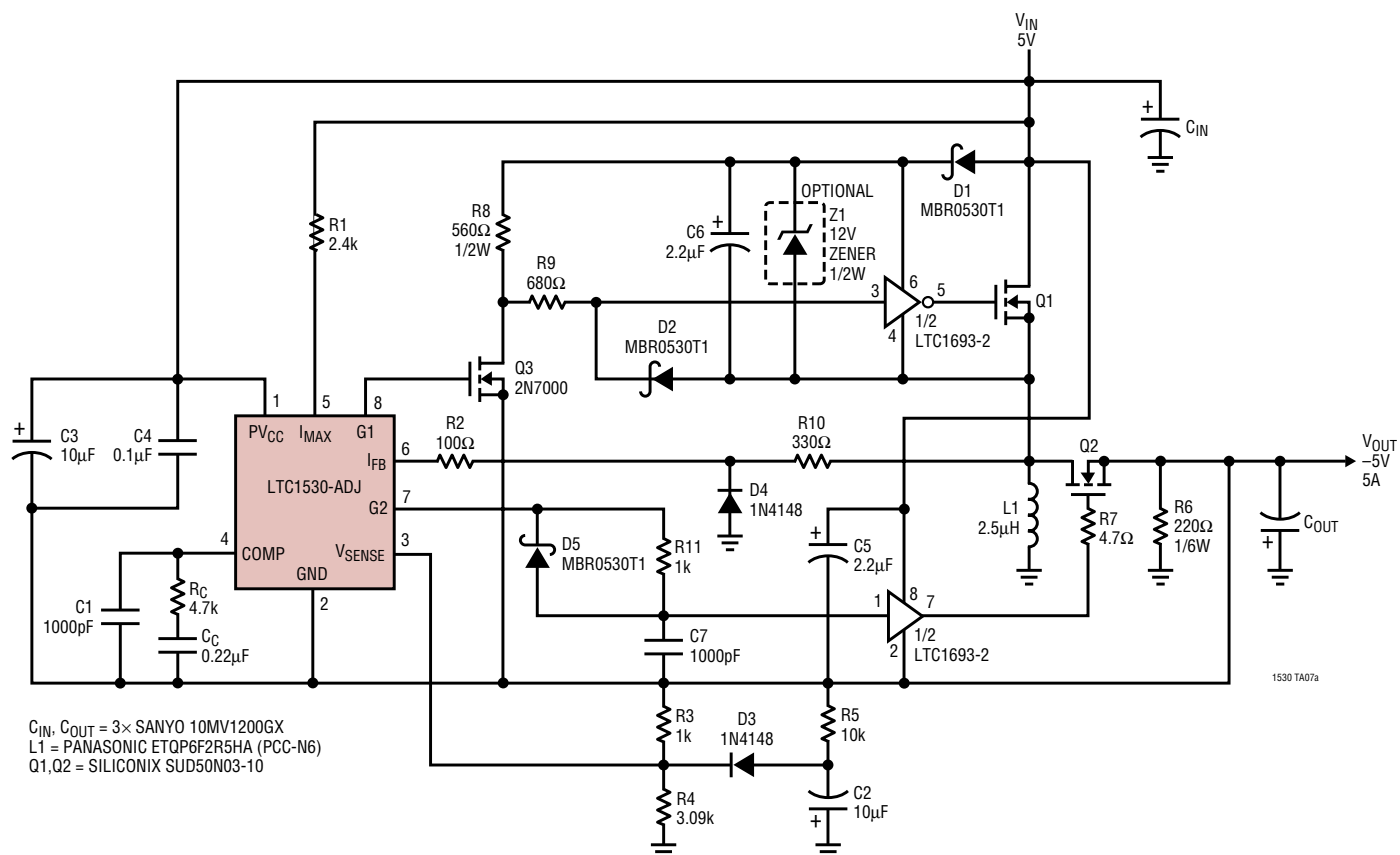 VIN
5V
CIN
D1
MBR0530T1
OPTIONAL
Z1
12V
ZENER
1/2W
C6
2.2µF
+
R8
560Ω
1/2W
R1
2.4k
R9
680Ω
3
6
5
4
1/2
LTC1693-2
Q1
D2
MBR0530T1
Q3
2N7000
+
C3
10µF
C4
0.1µF
1
5
8
PVCC
IMAX
G1
6
IFB
LTC1530-ADJ
G2
7
4
COMP
VSENSE
3
GND
2
R2
100Ω
R10
330Ω
D4
1N4148
Q2
VOUT
–5V
5A
L1
2.5µH
R7
4.7Ω
R6
220Ω
1/6W
COUT
+
D5
MBR0530T1
R11
1k
+
C5
2.2µF
1
8
7
2
1/2
LTC1693-2
C1
1000pF
RC
4.7k
CC
0.22µF
C7
1000pF
1530 TA07a
R3
1k
D3
1N4148
R5
10k
R4
3.09k
C2
10µF
+
+
CIN, COUT = 3× SANYO 10MV1200GX
L1 = PANASONIC ETQP6F2R5HA (PCC-N6)
Q1,Q2 = SILICONIX SUD50N03-10